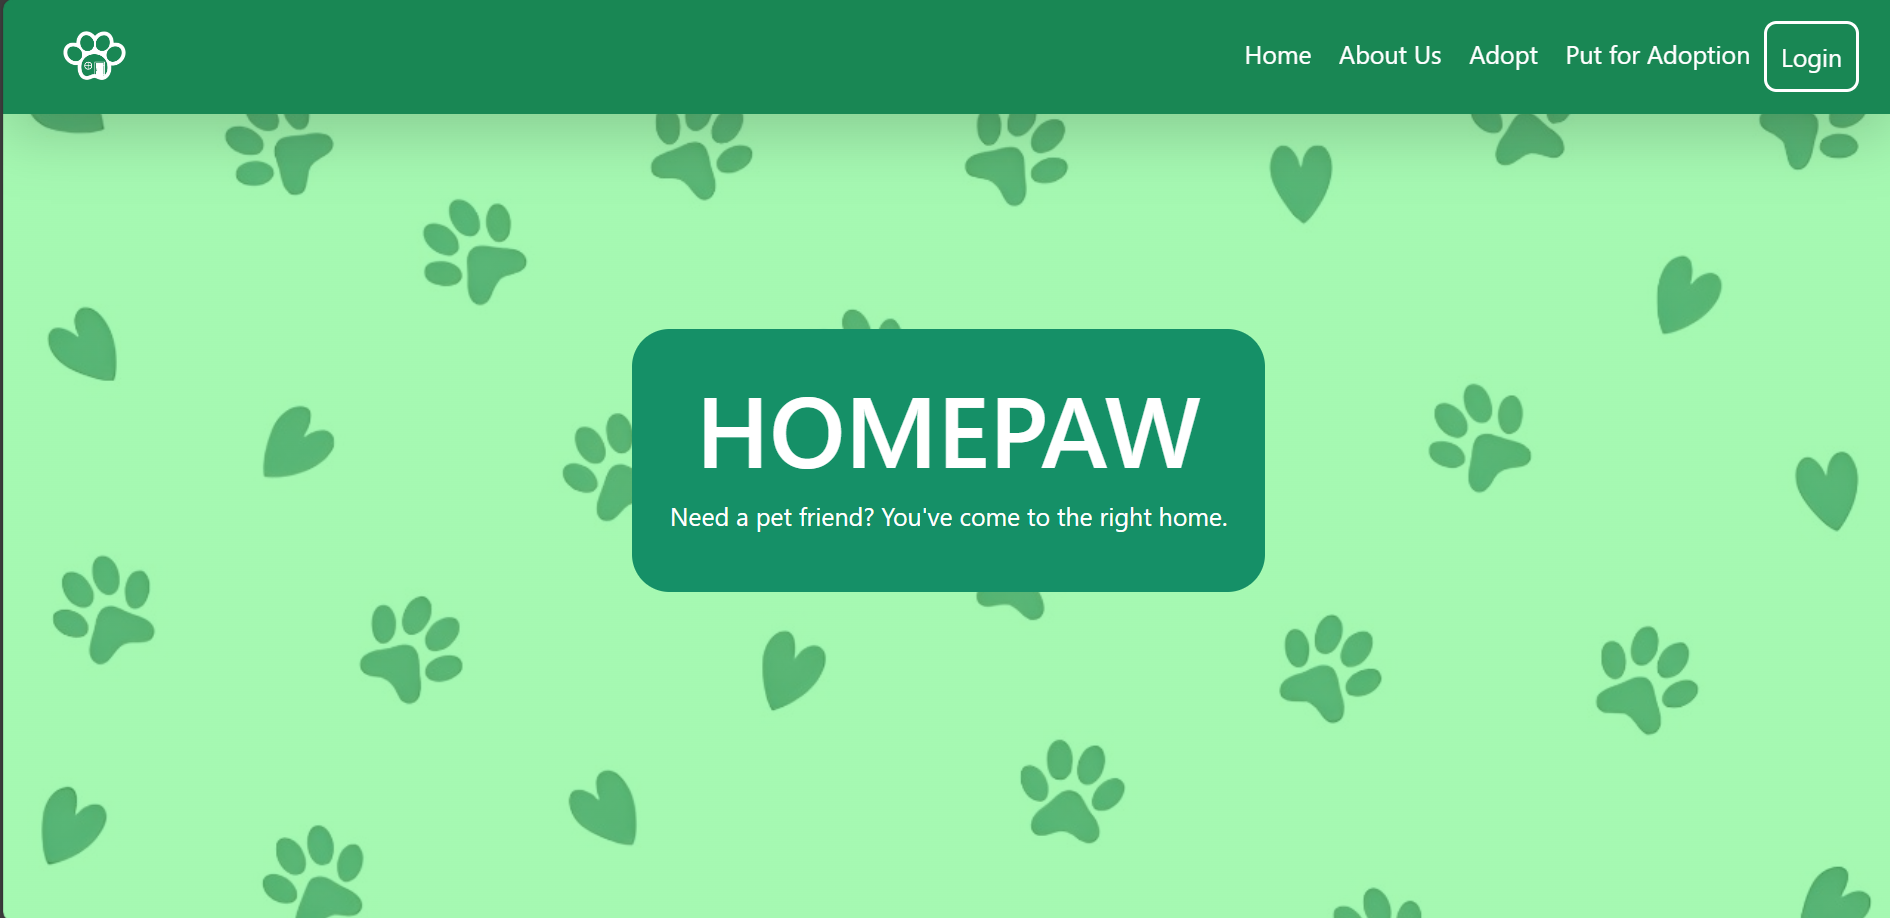 Home About Us Adopt Put for Adoption Login
HOMEPAW
Need a pet friend? You've come to the right home.